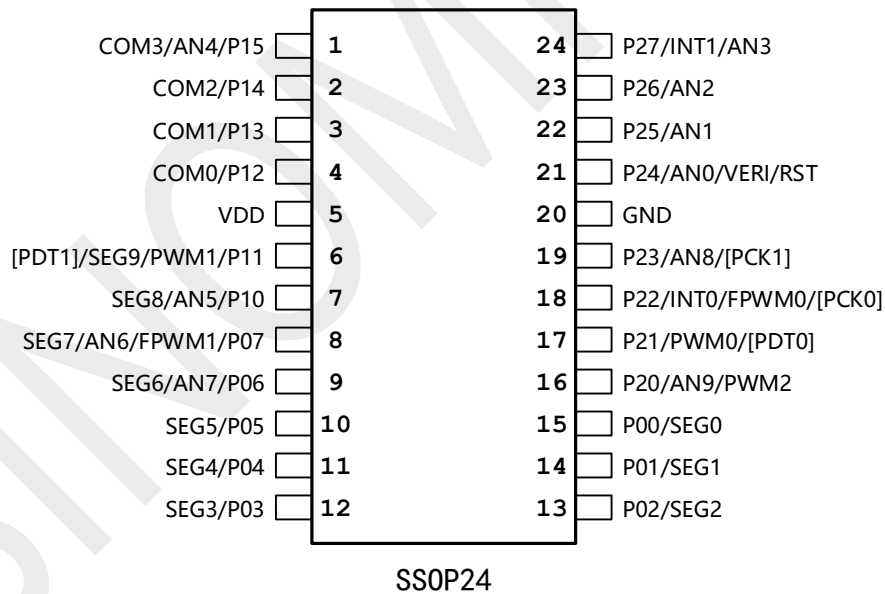 COM3/AN4/P15 1 24 P27/INT1/AN3
COM2/P14 2 23 P26/AN2
COM1/P13 3 22 P25/AN1
COM0/P12 4 21 P24/AN0/VERI/RST
VDD 5 20 GND
[PDT1]/SEG9/PWM1/P11 6 19 P23/AN8/[PCK1]
SEG8/AN5/P10 7 18 P22/INT0/FPWM0/[PCK0]
SEG7/AN6/FPWM1/P07 8 17 P21/PWM0/[PDT0]
SEG6/AN7/P06 9 16 P20/AN9/PWM2
SEG5/P05 10 15 P00/SEG0
SEG4/P04 11 14 P01/SEG1
SEG3/P03 12 13 P02/SEG2
SSOP24